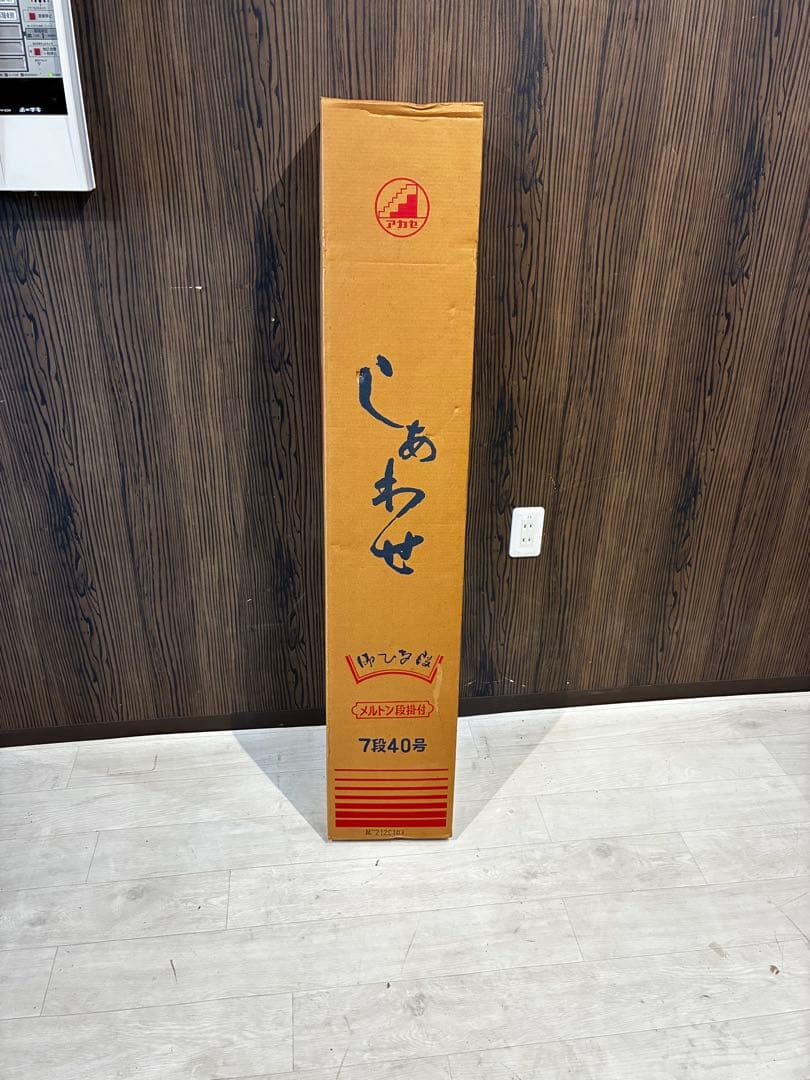 アカセ
しあわせ
御ひな段
メルトン段掛付
7段40号